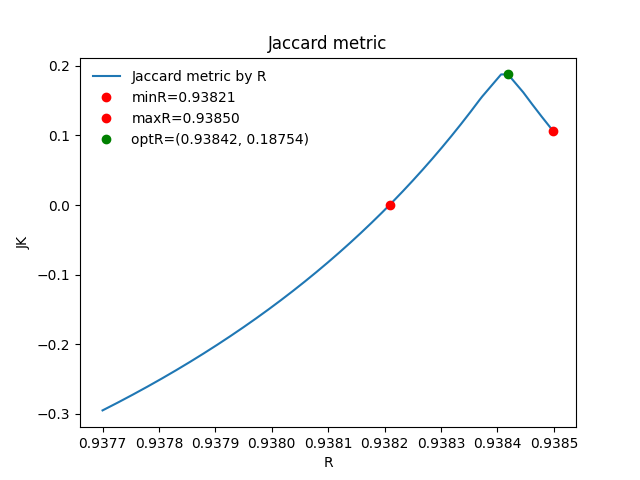 Jaccard metric
Jaccard metric by R
minR=0.93821
maxR=0.93850
optR=(0.93842, 0.18754)
0.2
0.1
0.0
−0.1
−0.2
−0.3
JK
0.9377 0.9378 0.9379 0.9380 0.9381 0.9382 0.9383 0.9384 0.9385
R